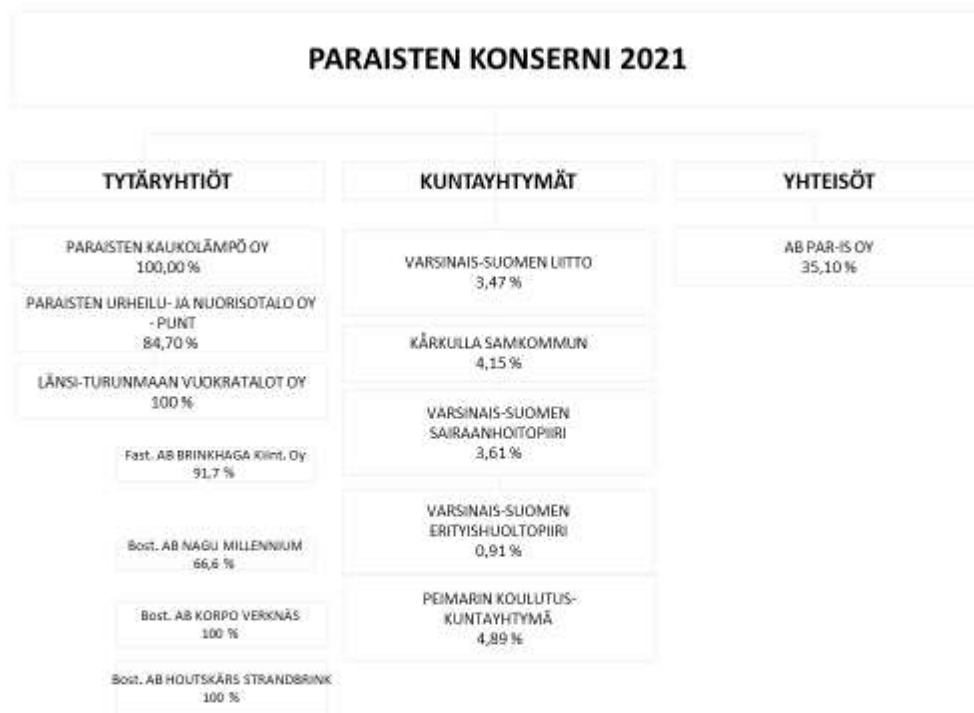 PARAISTEN KONSERNI 2021
TYTÄRYHTIÖT
PARAISTEN KAUKOLÄMPÖ OY
100,00 %
PARAISTEN URHEILU- JA NUORISOTALO OY
- PUNT
84,70 %
LÄNSI-TURUNMAAN VUOKRATALOT OY
100 %
Fast. AB BRINKHAGA Kiint. Oy
91,7 %
Bost. AB NAGU MILLENNIUM
66,6 %
Bost. AB KORPO VERKNÄS
100 %
Bost. AB HOUTSKÄRS STRANDBRINK
100 %
KUNTAYHTYMÄT
VARSINAIS-SUOMEN LIITTO
3,47 %
KÅRKULLA SAMKOMMUN
4,15 %
VARSINAIS-SUOMEN
SAIRAANHOITOPIIRI
3,61 %
VARSINAIS-SUOMEN
ERITYISHUOLTOPIIRI
0,91 %
PEIMARIN KOULUTUS-
KUNTAYHTYMÄ
4,89 %
YHTEISÖT
AB PAR-IS OY
35,10 %